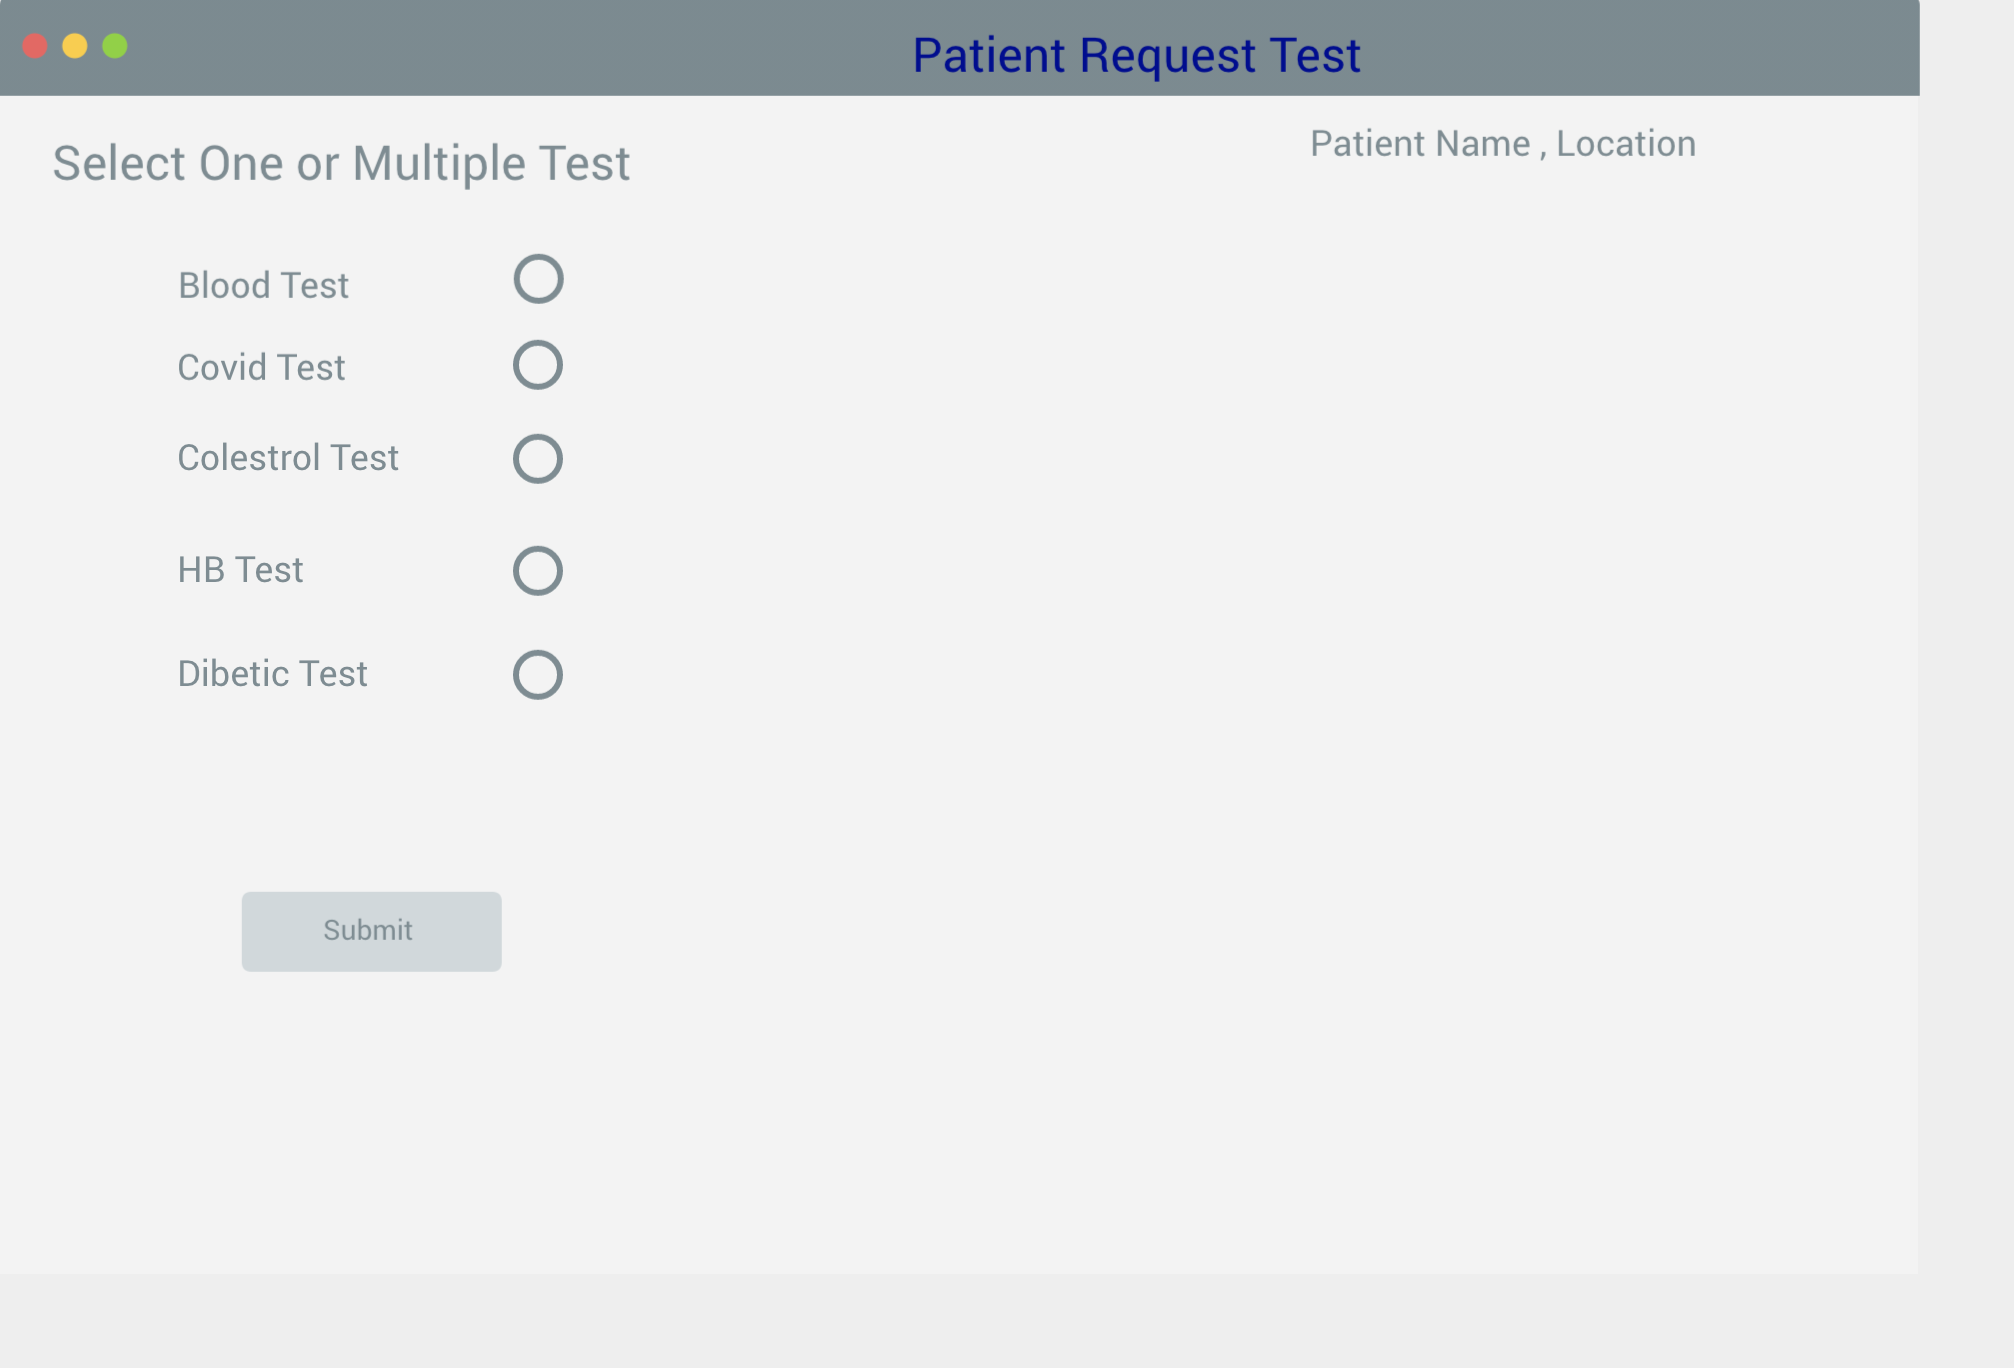 Patient Request Test
Patient Name , Location
Select One or Multiple Test
Blood Test
Covid Test
Colestrol Test
HB Test
Dibetic Test
Submit